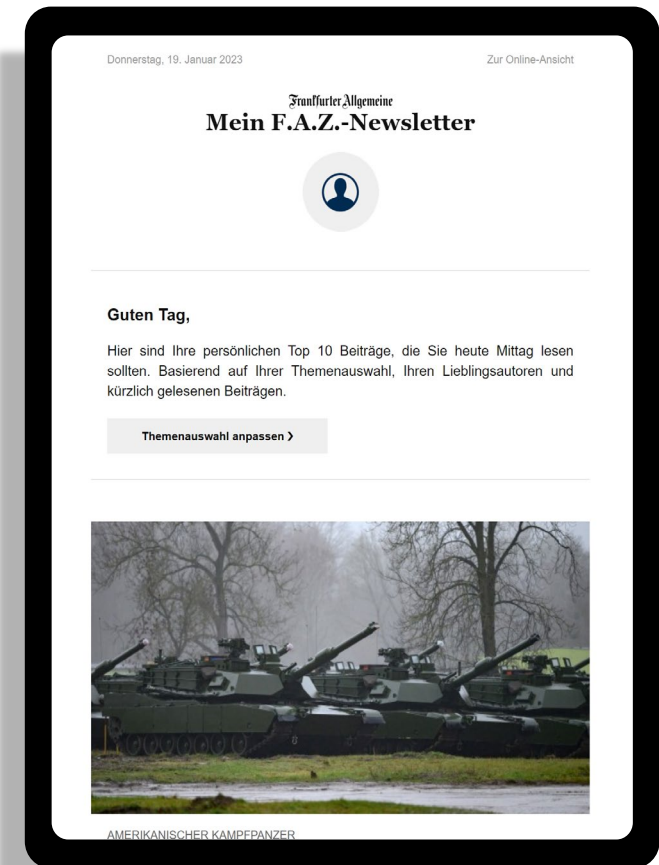 Donnerstag, 19. Januar 2023
Zur Online-Ansicht
Frankfurter Allgemeine
Mein F.A.Z.-Newsletter
Guten Tag,
Hier sind Ihre persönlichen Top 10 Beiträge, die Sie heute Mittag lesen
sollten. Basierend auf Ihrer Themenauswahl, Ihren Lieblingsautoren und
kürzlich gelesenen Beiträgen.
Themenauswahl anpassen ❯
AMERIKANISCHER KAMPFPANZER